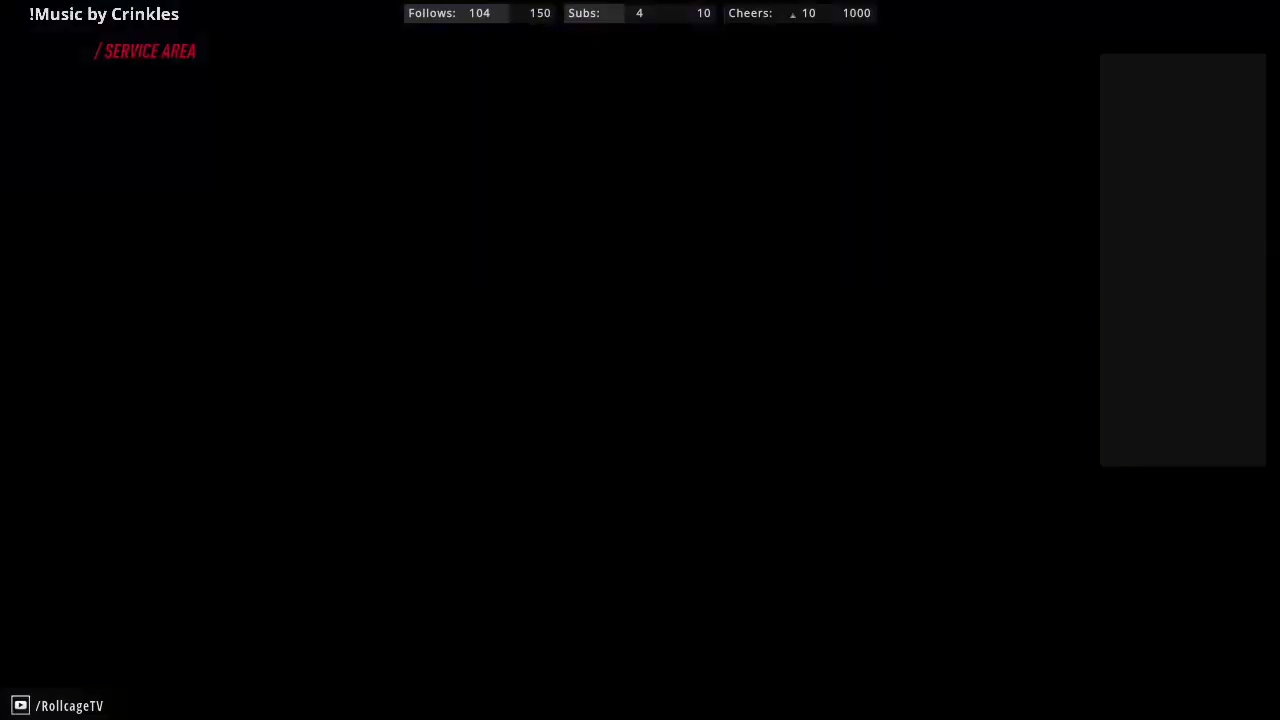 !Music by Crinkles
Follows: 104 150 Subs: 4 10 Cheers: 10 1000
/ SERVICE AREA
/RollcageTV